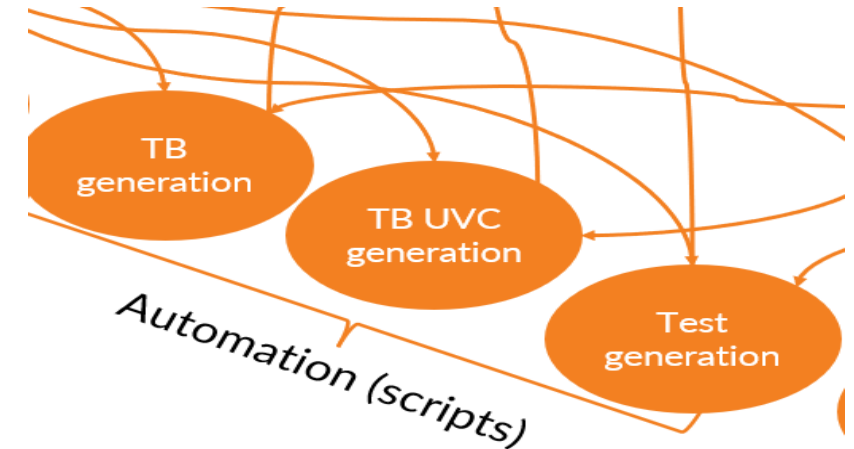 TB
generation
TB UVC
generation
Test
generation
Automation (scripts)